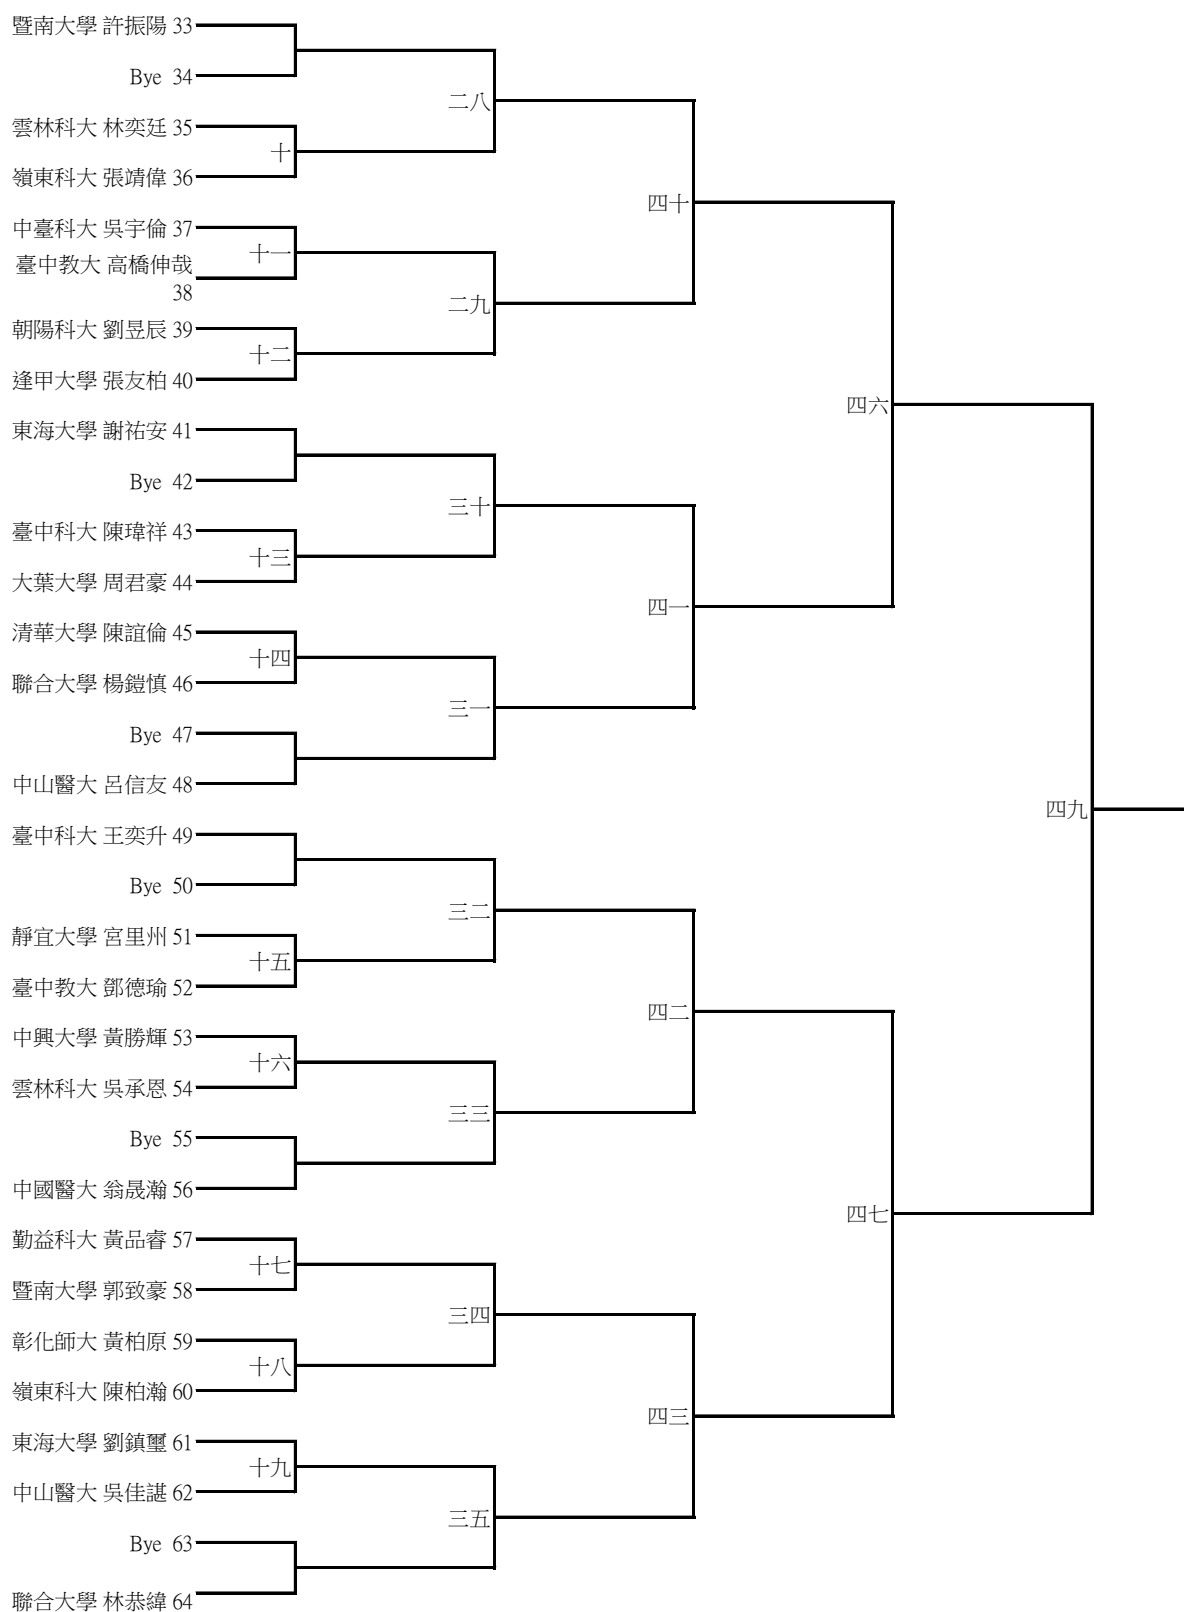 暨南大學 許振陽 33
Bye 34
二八
雲林科大 林奕廷 35
十
嶺東科大 張靖偉 36
四十
中臺科大 吳宇倫 37
十一
臺中教大 高橋伸哉
38
二九
朝陽科大 劉昱辰 39
十二
逢甲大學 張友柏 40
四六
東海大學 謝祐安 41
Bye 42
三十
臺中科大 陳瑋祥 43
十三
大葉大學 周君豪 44
四一
清華大學 陳誼倫 45
十四
聯合大學 楊鎧慎 46
三一
Bye 47
中山醫大 呂信友 48
四九
臺中科大 王奕升 49
Bye 50
三二
靜宜大學 宮里州 51
十五
臺中教大 鄧德瑜 52
四二
中興大學 黃勝輝 53
十六
雲林科大 吳承恩 54
三三
Bye 55
中國醫大 翁晟瀚 56
四七
勤益科大 黃品睿 57
十七
暨南大學 郭致豪 58
三四
彰化師大 黃柏原 59
十八
嶺東科大 陳柏瀚 60
四三
東海大學 劉鎮璽 61
十九
中山醫大 吳佳諶 62
三五
Bye 63
聯合大學 林恭緯 64